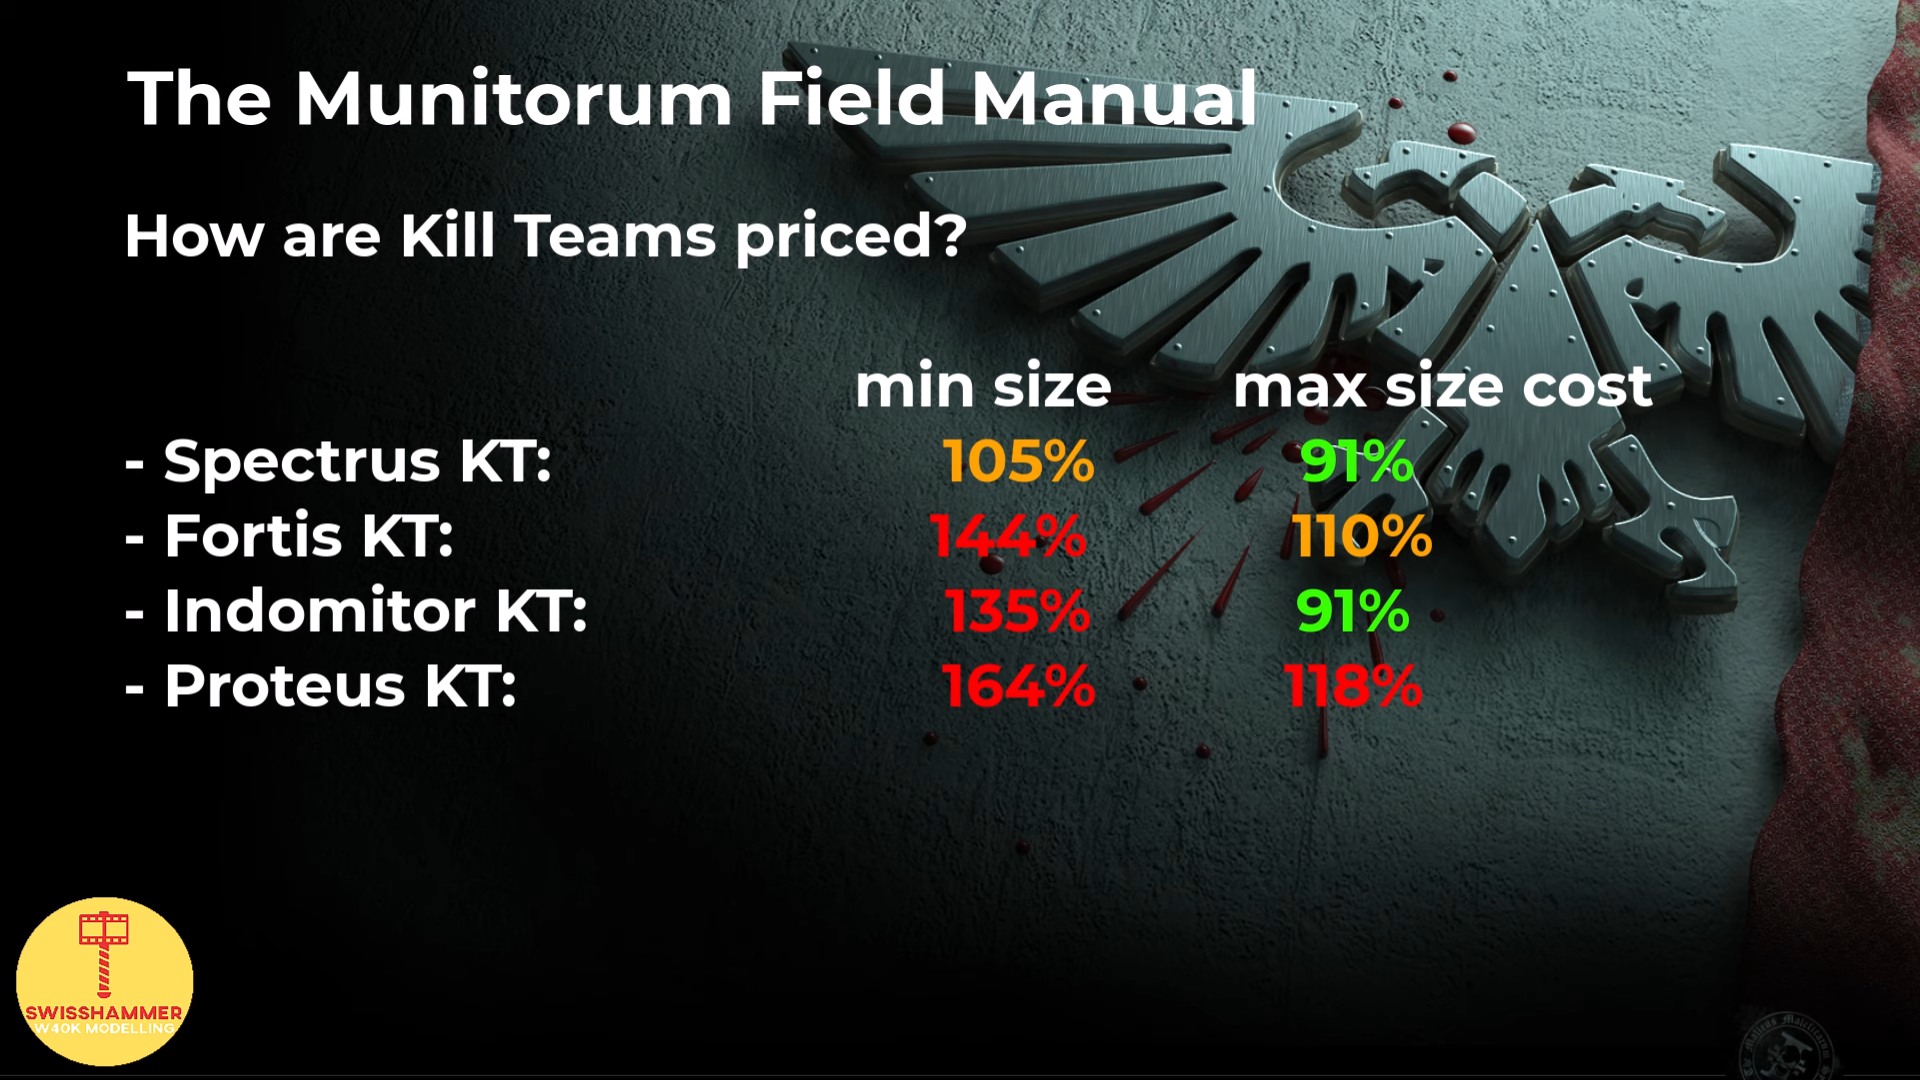 The Munitorum Field Manual
How are Kill Teams priced?
min size max size cost
- Spectrus KT: 105% 91%
- Fortis KT: 144% 110%
- Indomitor KT: 135% 91%
- Proteus KT: 164% 118%
SWISSHAMMER
W40K MODELLING